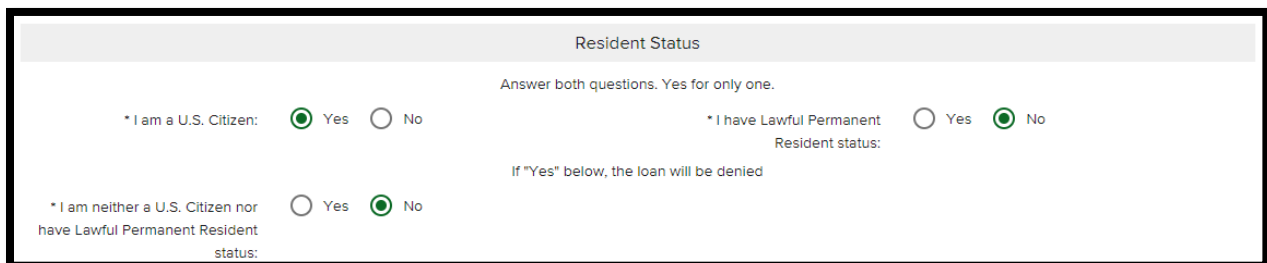 Resident Status
Answer both questions. Yes for only one.
* I am a U.S. Citizen: Yes No
* I have Lawful Permanent Yes No
Resident status:
If "Yes" below, the loan will be denied
* I am neither a U.S. Citizen nor Yes No
have Lawful Permanent Resident
status: